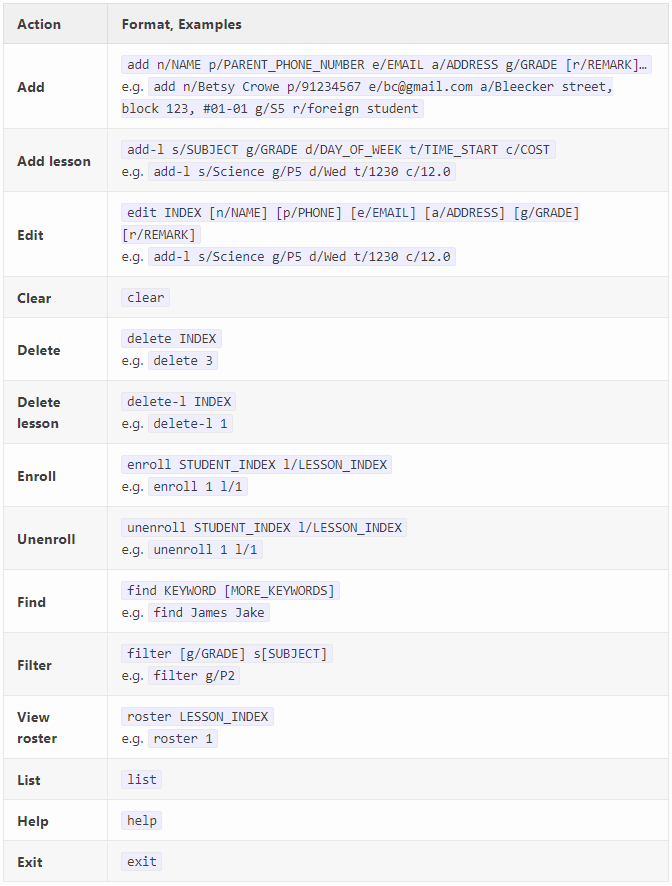 Action Format, Examples
Add
add n/NAME p/PARENT_PHONE_NUMBER e/EMAIL a/ADDRESS g/GRADE [r/REMARK]…
e.g. add n/Betsy Crowe p/91234567 e/bc@gmail.com a/Bleecker street,
block 123, #01-01 g/S5 r/foreign student
Add lesson
add-l s/SUBJECT g/GRADE d/DAY_OF_WEEK t/TIME_START c/COST
e.g. add-l s/Science g/P5 d/Wed t/1230 c/12.0
Edit
edit INDEX [n/NAME] [p/PHONE] [e/EMAIL] [a/ADDRESS] [g/GRADE]
[r/REMARK]
e.g. add-l s/Science g/P5 d/Wed t/1230 c/12.0
Clear
clear
Delete
delete INDEX
e.g. delete 3
Delete
lesson
delete-l INDEX
e.g. delete-l 1
Enroll
enroll STUDENT_INDEX l/LESSON_INDEX
e.g. enroll 1 l/1
Unenroll
unenroll STUDENT_INDEX l/LESSON_INDEX
e.g. unenroll 1 l/1
Find
find KEYWORD [MORE_KEYWORDS]
e.g. find James Jake
Filter
filter [g/GRADE] s[SUBJECT]
e.g. filter g/P2
View
roster
roster LESSON_INDEX
e.g. roster 1
List
list
Help
help
Exit
exit